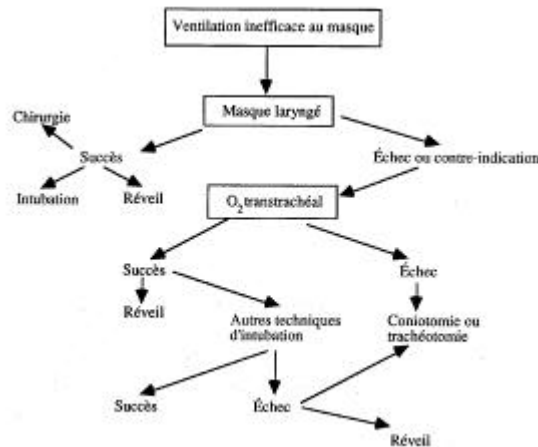 Ventilation inefficace au masque
Masque laryngé
Chirurgie
Succès
Échec ou contre-indication
Intubation
Réveil
O2 transtrachéal
Succès
Échec
Réveil
Autres techniques
d'intubation
Coniotomie ou
trachéotomie
Succès
Échec
Réveil